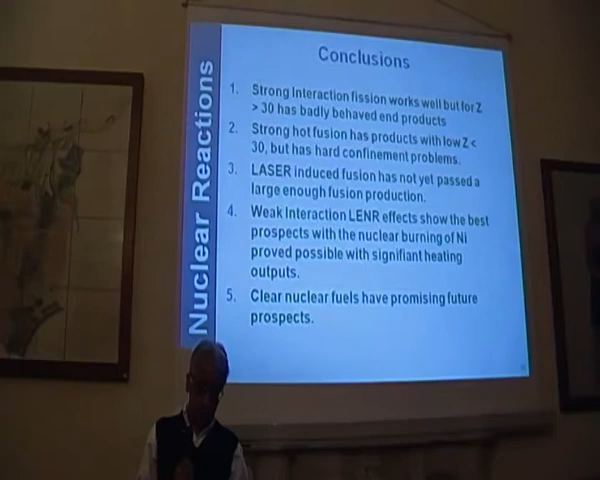 Nuclear Reactions
Conclusions
1. Strong Interaction fission works well but for Z
> 30 has badly behaved end products
2. Strong hot fusion has products with low Z <
30, but has hard confinement problems.
3. LASER induced fusion has not yet passed a
large enough fusion production.
4. Weak Interaction LENR effects show the best
prospects with the nuclear burning of Ni
proved possible with signifiant heating
outputs.
5. Clear nuclear fuels have promising future
prospects.